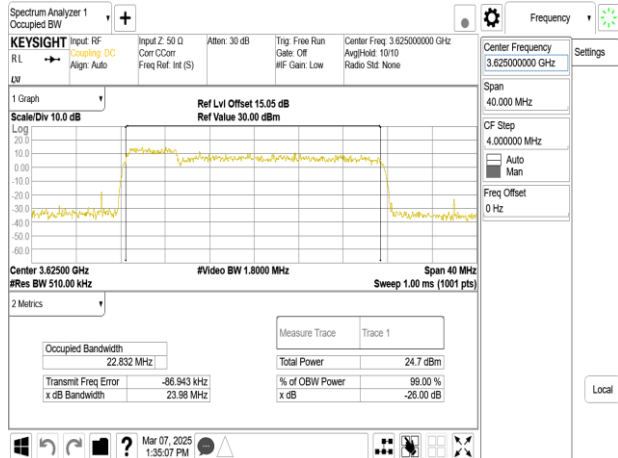 Spectrum Analyzer 1
Occupied BW
+
Frequency
KEYSIGHT
R L
Input: RF
Coupling: DC
Align: Auto
Input Z: 50 Ω
Corr CCorr
Freq Ref: Int (S)
Atten: 30 dB
Trig: Free Run
Gate: Off
#IF Gain: Low
Center Freq: 3.625000000 GHz
Avg|Hold: 10/10
Radio Std: None
Center Frequency
3.625000000 GHz
Settings
Span
40.000 MHz
CF Step
4.000000 MHz
Auto
Man
Freq Offset
0 Hz
Local
1 Graph
Scale/Div 10.0 dB
Ref Lvl Offset 15.05 dB
Ref Value 30.00 dBm
Log
20.0
10.0
0.00
-10.0
-20.0
-30.0
-40.0
-50.0
-60.0
Center 3.62500 GHz
#Res BW 510.00 kHz
#Video BW 1.8000 MHz
Span 40 MHz
Sweep 1.00 ms (1001 pts)
2 Metrics
Measure Trace
Trace 1
Occupied Bandwidth
22.832 MHz
Total Power
24.7 dBm
Transmit Freq Error
-86.943 kHz
% of OBW Power
99.00 %
x dB Bandwidth
23.98 MHz
x dB
-26.00 dB
?
Mar 07, 2025
1:35:07 PM